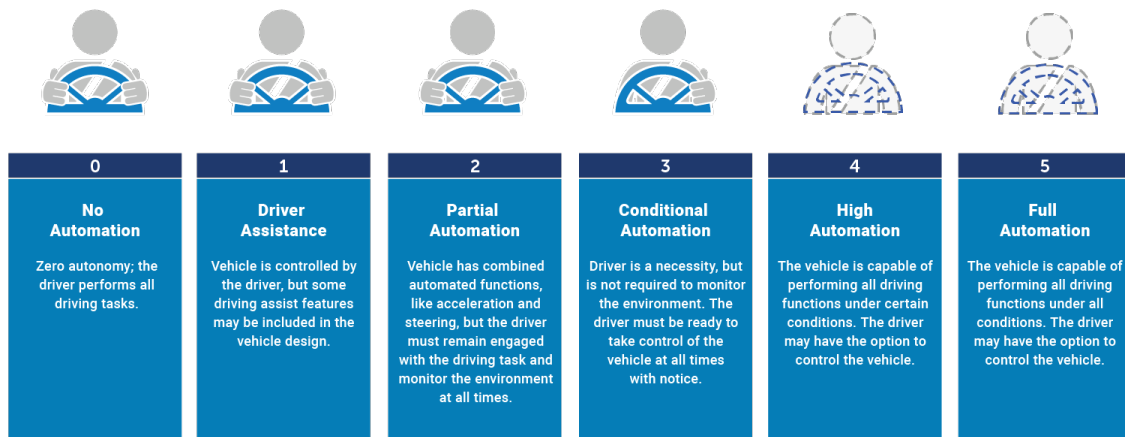 0
No
Automation
Zero autonomy; the
driver performs all
driving tasks.
1
Driver
Assistance
Vehicle is controlled by
the driver, but some
driving assist features
may be included in the
vehicle design.
2
Partial
Automation
Vehicle has combined
automated functions,
like acceleration and
steering, but the driver
must remain engaged
with the driving task and
monitor the environment
at all times.
3
Conditional
Automation
Driver is a necessity, but
is not required to monitor
the environment. The
driver must be ready to
take control of the
vehicle at all times
with notice.
4
High
Automation
The vehicle is capable of
performing all driving
functions under certain
conditions. The driver
may have the option to
control the vehicle.
5
Full
Automation
The vehicle is capable of
performing all driving
functions under all
conditions. The driver
may have the option to
control the vehicle.